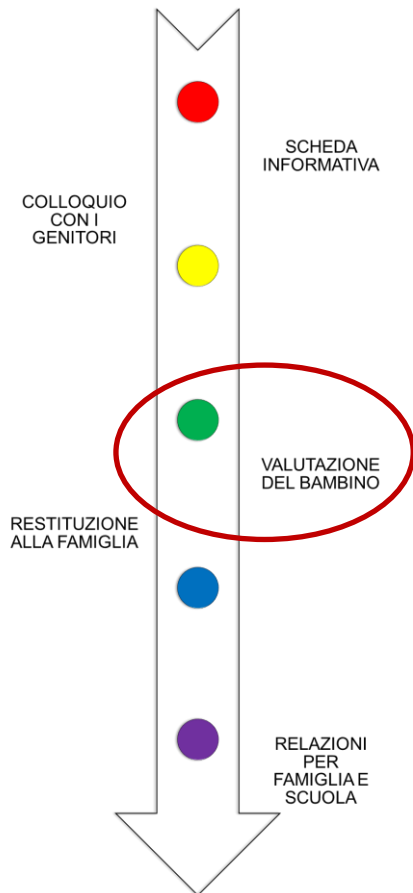 SCHEDA
INFORMATIVA
COLLOQUIO
CON I
GENITORI
VALUTAZIONE
DEL BAMBINO
RESTITUZIONE
ALLA FAMIGLIA
RELAZIONI
PER
FAMIGLIA E
SCUOLA